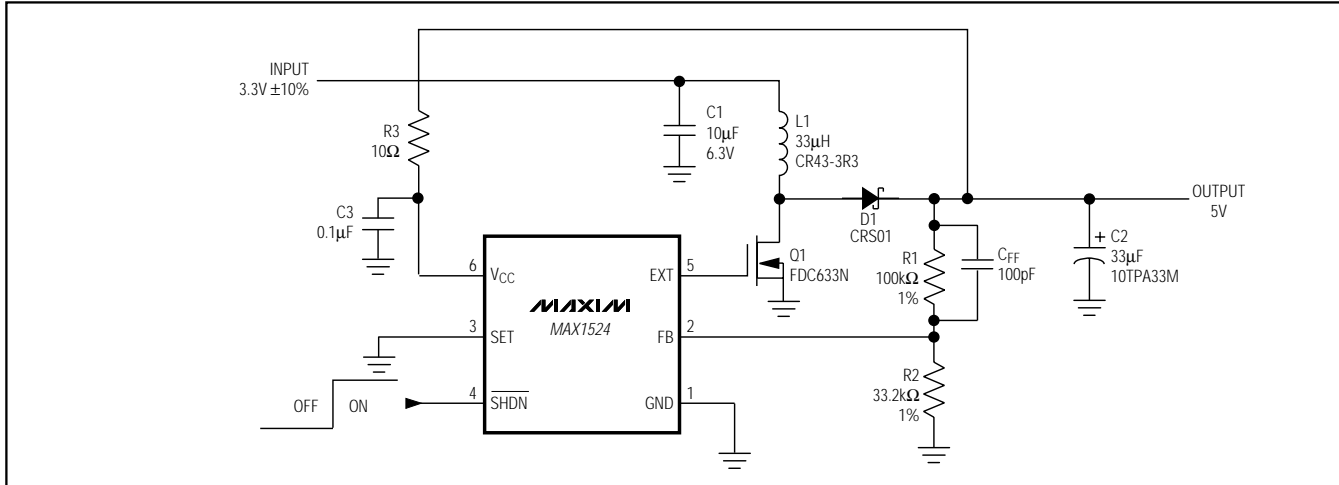 INPUT
3.3V ±10%
R3
10Ω
C3
0.1µF
C1
10µF
6.3V
L1
33µH
CR43-3R3
D1
CRS01
OUTPUT
5V
Q1
FDC633N
R1
100kΩ
1%
CFF
100pF
+ C2
33µF
10TPA33M
R2
33.2kΩ
1%
MAXIM
MAX1524
6 VCC
3 SET
4 SHDN
EXT 5
FB 2
GND 1
OFF ON